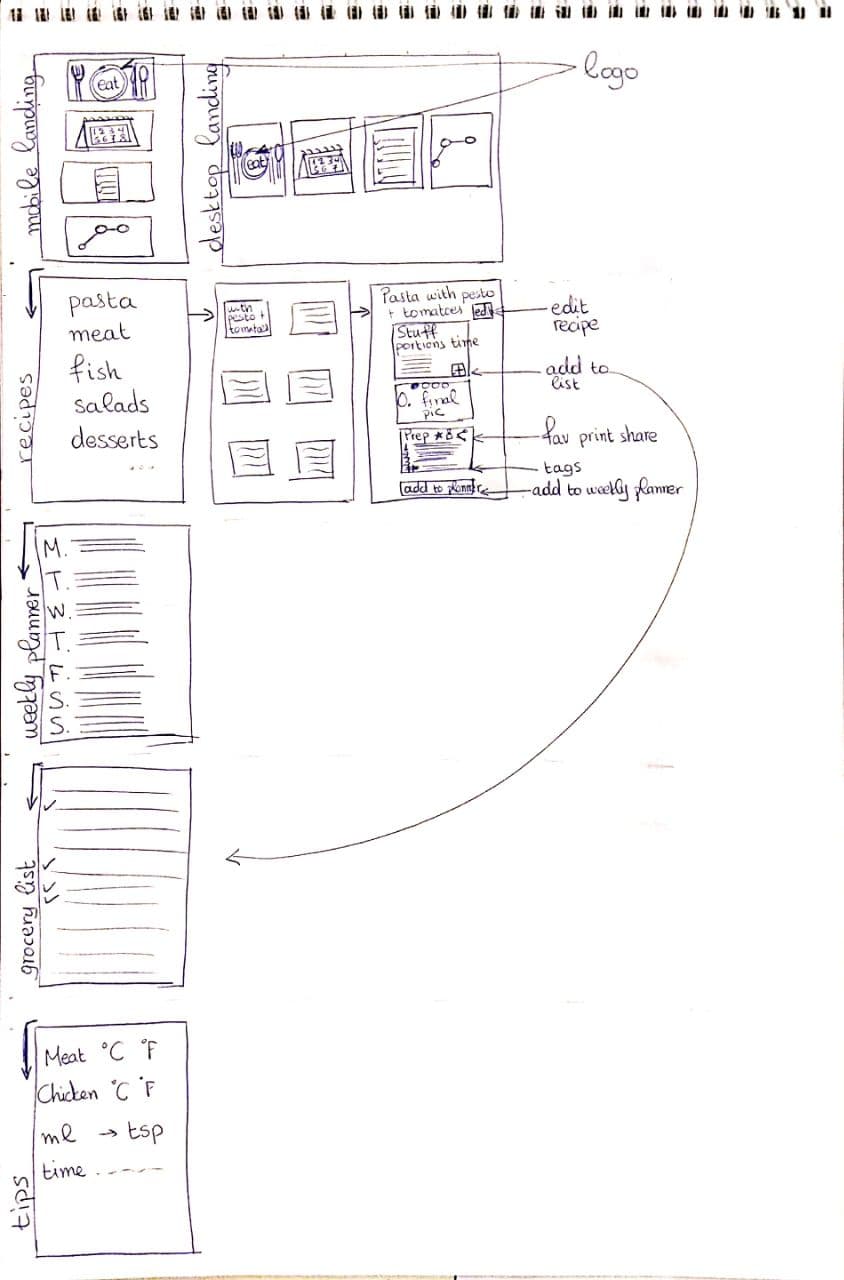 mobile landing
eat
1 2 3 4
5 6 7 8
desktop landing
eat
1 2 3 4
5 6 7
logo
recipes
pasta
meat
fish
salads
desserts
...
with
pesto +
tomatoes
Pasta with pesto
+ tomatoes edit
Stuff
portions time
+
final
pic
Prep
add to planner
edit
recipe
add to
list
fav print share
tags
add to weekly planner
weekly planner
M.
T.
W.
T.
F.
S.
S.
grocery list
tips
Meat °C °F
Chicken °C °F
ml → tsp
time